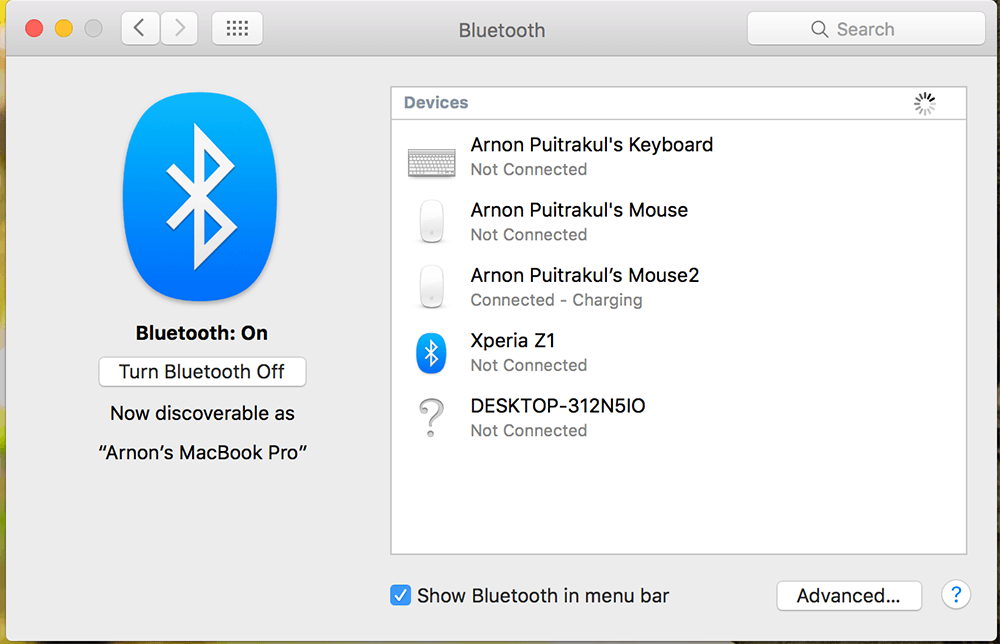 Bluetooth
Search
Bluetooth: On
Turn Bluetooth Off
Now discoverable as
“Arnon’s MacBook Pro”
Devices
Arnon Puitrakul's Keyboard
Not Connected
Arnon Puitrakul's Mouse
Not Connected
Arnon Puitrakul’s Mouse2
Connected - Charging
Xperia Z1
Not Connected
DESKTOP-312N5IO
Not Connected
Show Bluetooth in menu bar
Advanced...
?